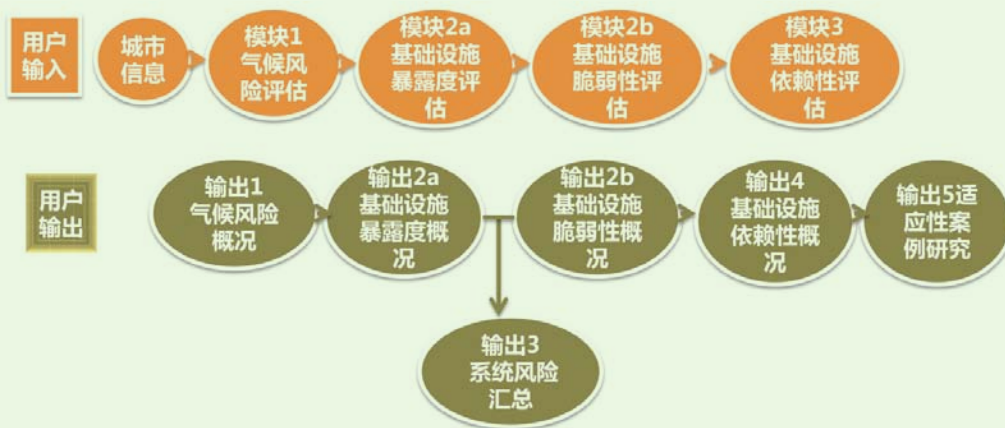 用户
输入
城市
信息
模块1
气候风
险评估
模块2a
基础设施
暴露度评
估
模块2b
基础设施
脆弱性评
估
模块3
基础设施
依赖性评
估
用户
输出
输出1
气候风险
概况
输出2a
基础设施
暴露度概
况
输出2b
基础设施
脆弱性概
况
输出4
基础设施
依赖性概
况
输出5适
应性案
例研究
输出3
系统风险
汇总